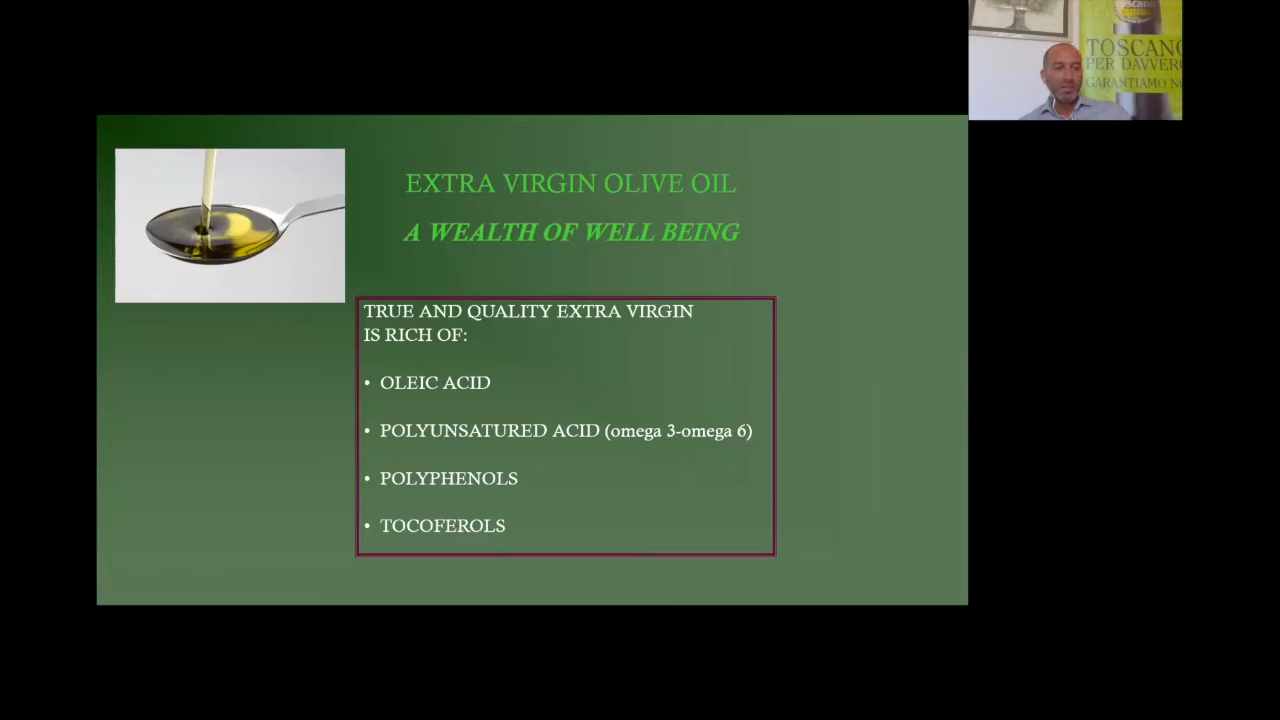 EXTRA VIRGIN OLIVE OIL
A WEALTH OF WELL BEING
TRUE AND QUALITY EXTRA VIRGIN
IS RICH OF:
• OLEIC ACID
• POLYUNSATURED ACID (omega 3-omega 6)
• POLYPHENOLS
• TOCOFEROLS
TOSCANO
PER DAVVERO
GARANTIAMO NO